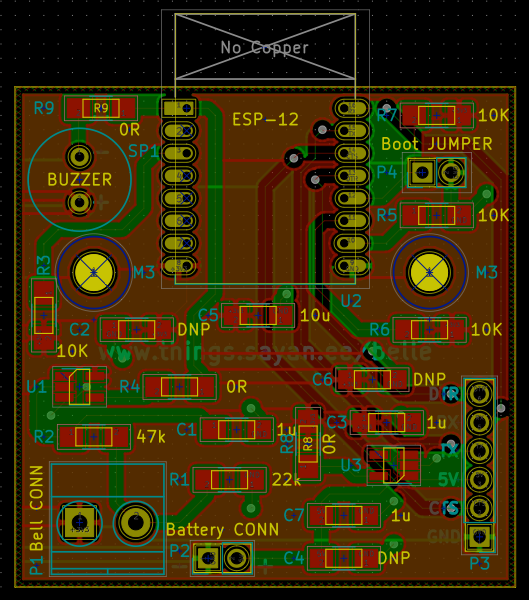 No Copper
R9
R9
0R
ESP-12
R7
10K
Boot JUMPER
SP1
BUZZER
P4
R5
10K
R3
M3
M3
U2
C5
10u
C2
DNP
R6
10K
10K
www.things.sayan.ee/belle
U1
R4
0R
C6
DNP
R2
47k
C1
1u
R8
R8
0R
C3
1u
U3
R1
22k
5V
GND
P3
Bell CONN
P1
C7
1u
Battery CONN
P2
C4
DNP